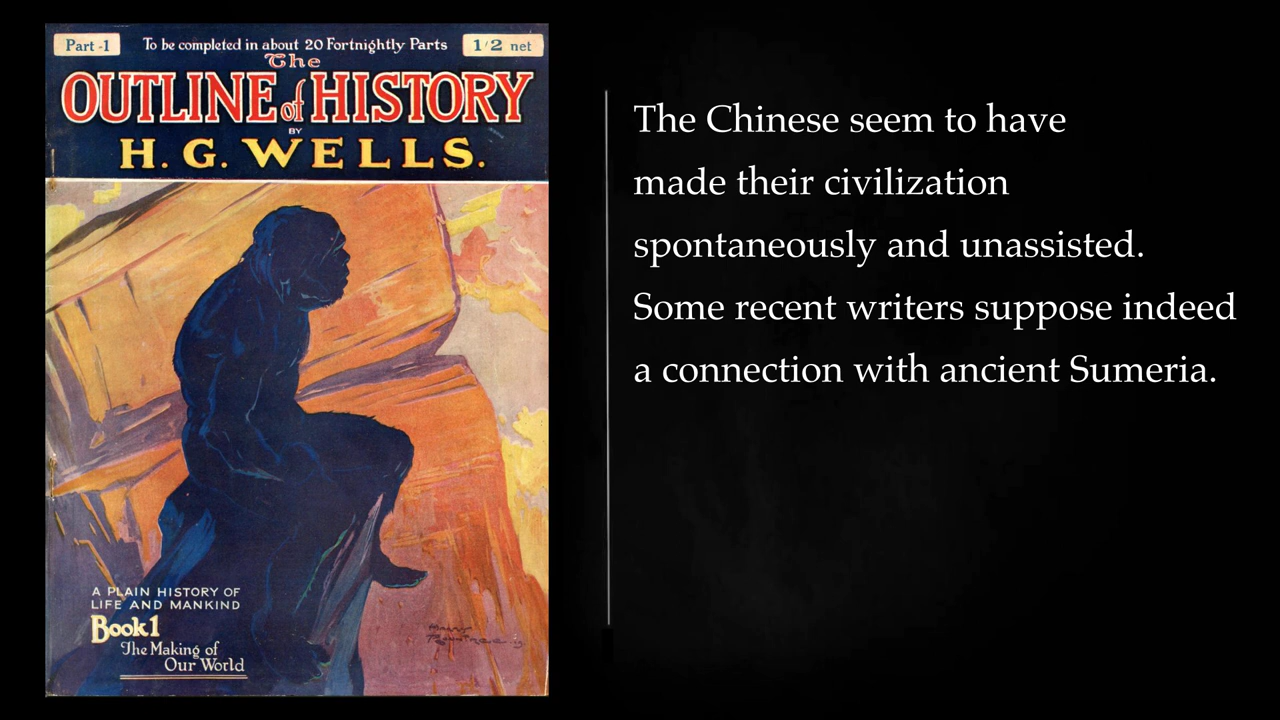 Part -1
To be completed in about 20 Fortnightly Parts
1/2 net
The
OUTLINE of HISTORY
BY
H. G. WELLS.
A PLAIN HISTORY OF
LIFE AND MANKIND
Book 1
The Making of
Our World
The Chinese seem to have
made their civilization
spontaneously and unassisted.
Some recent writers suppose indeed
a connection with ancient Sumeria.